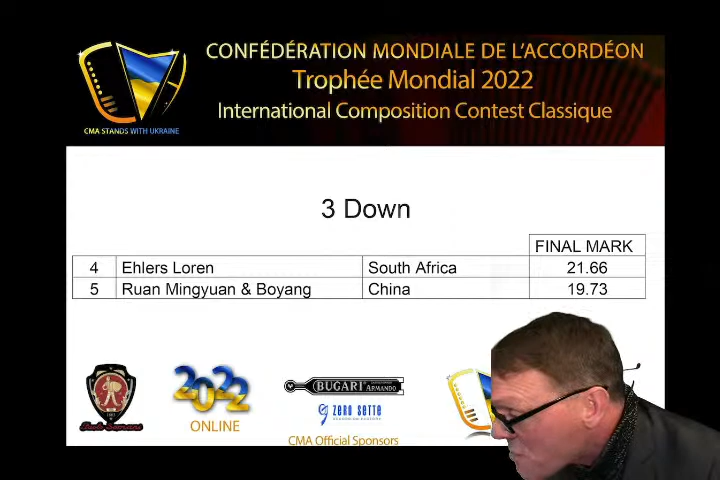 CONFÉDÉRATION MONDIALE DE L'ACCORDÉON
Trophée Mondial 2022
International Composition Contest Classique
CMA STANDS WITH UKRAINE
3 Down
FINAL MARK
4 Ehlers Loren South Africa 21.66
5 Ruan Mingyuan & Boyang China 19.73
2022
ONLINE
BUGARI ARMANDO
zero sette
CMA Official Sponsors